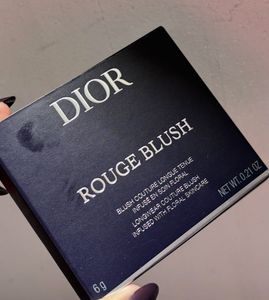 DIOR
ROUGE BLUSH
BLUSH COUTURE LONGUE TENUE
INFUSÉ EN SOIN FLORAL
LONGWEAR COUTURE BLUSH
INFUSED WITH FLORAL SKINCARE
6g
NET WT. 0.21 OZ